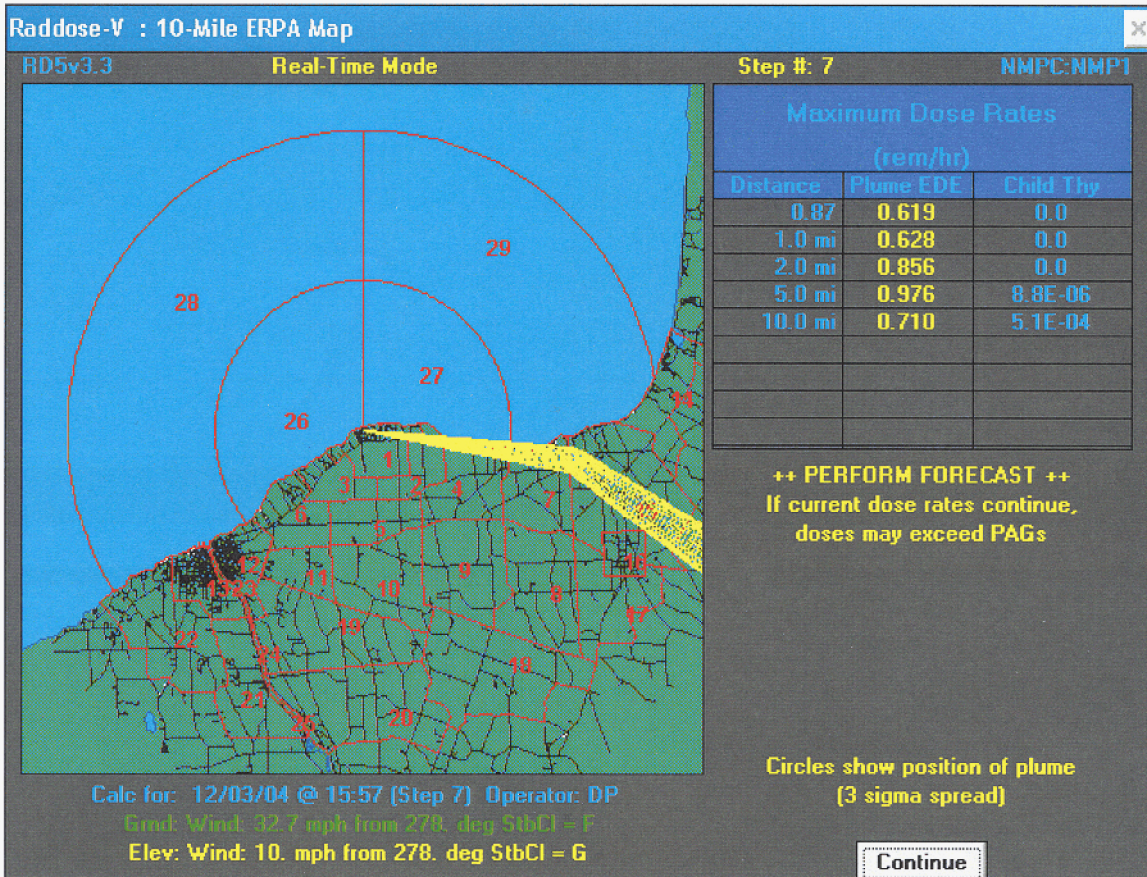 Raddose-V : 10-Mile ERPA Map
RD5v3.3 Real-Time Mode Step #: 7 NMPC:NMP1
Maximum Dose Rates
(rem/hr)
Distance Plume EDE Child Thy
0.87 0.619 0.0
1.0 mi 0.628 0.0
2.0 mi 0.856 0.0
5.0 mi 0.976 8.8E-06
10.0 mi 0.710 5.1E-04
29
28
27
26
14
1
3 2 4 7
6
5
16
12 11 10 9 8
23
17
22 19
24 18
21
20
++ PERFORM FORECAST ++
If current dose rates continue,
doses may exceed PAGs
Circles show position of plume
(3 sigma spread)
Calc for: 12/03/04 @ 15:57 (Step 7) Operator: DP
Grnd: Wind: 32.7 mph from 278. deg StbCl = F
Elev: Wind: 10. mph from 278. deg StbCl = G
Continue